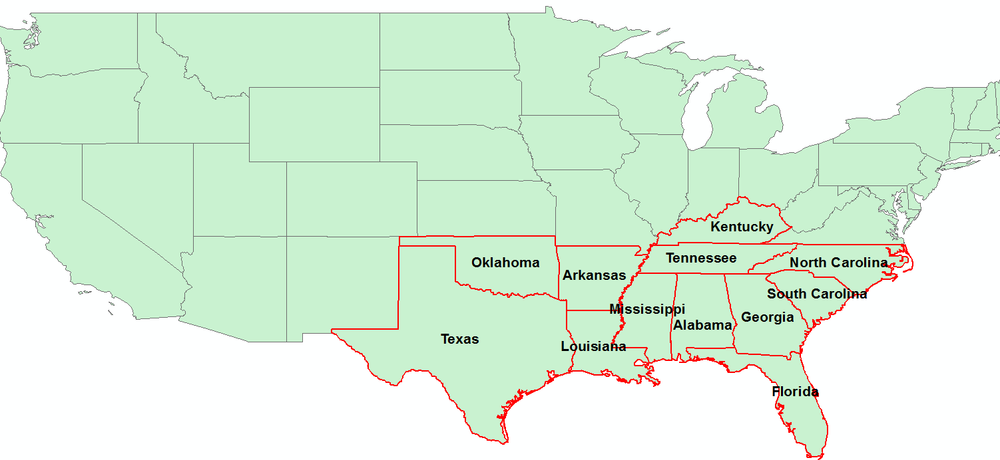 Kentucky
Tennessee
Oklahoma
North Carolina
Arkansas
South Carolina
Mississippi
Georgia
Alabama
Texas
Louisiana
Florida